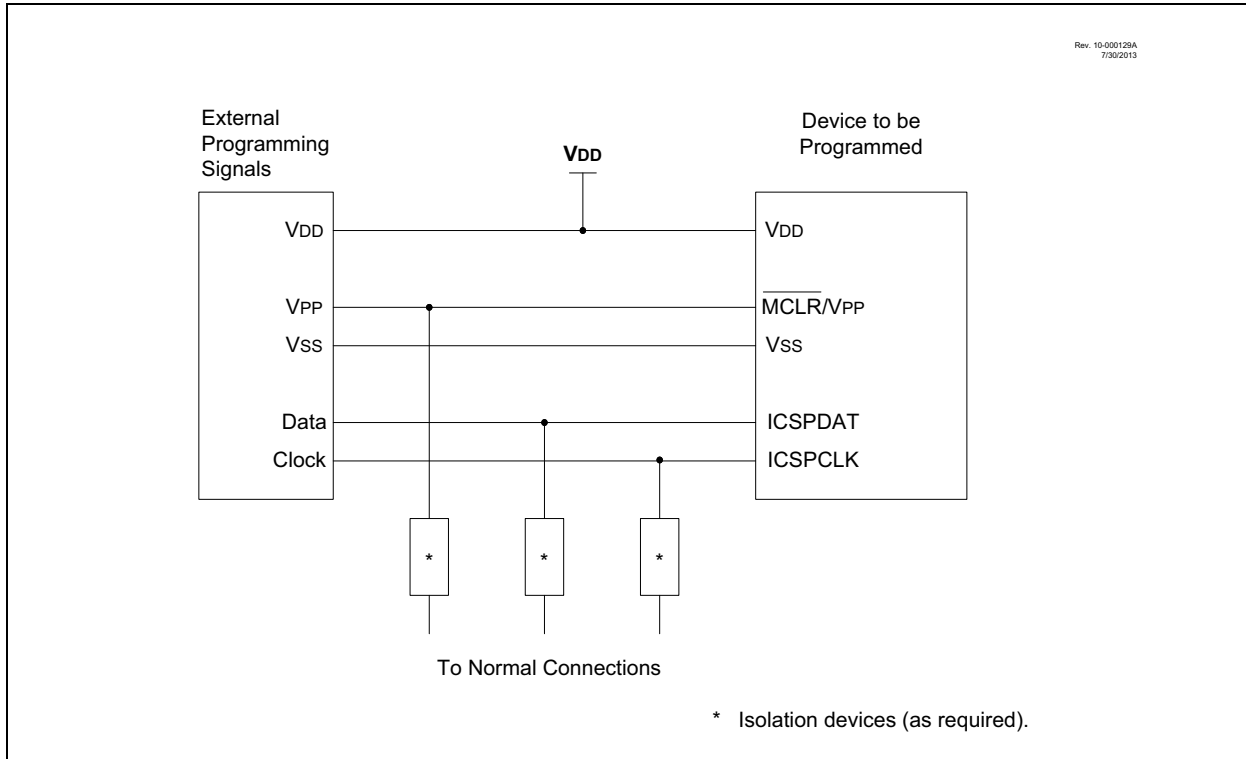 Rev. 10-000129A
7/30/2013
External
Programming
Signals
VDD
Device to be
Programmed
VDD
VPP
VSS
Data
Clock
VDD
MCLR/VPP
VSS
ICSPDAT
ICSPCLK
*
*
*
To Normal Connections
* Isolation devices (as required).